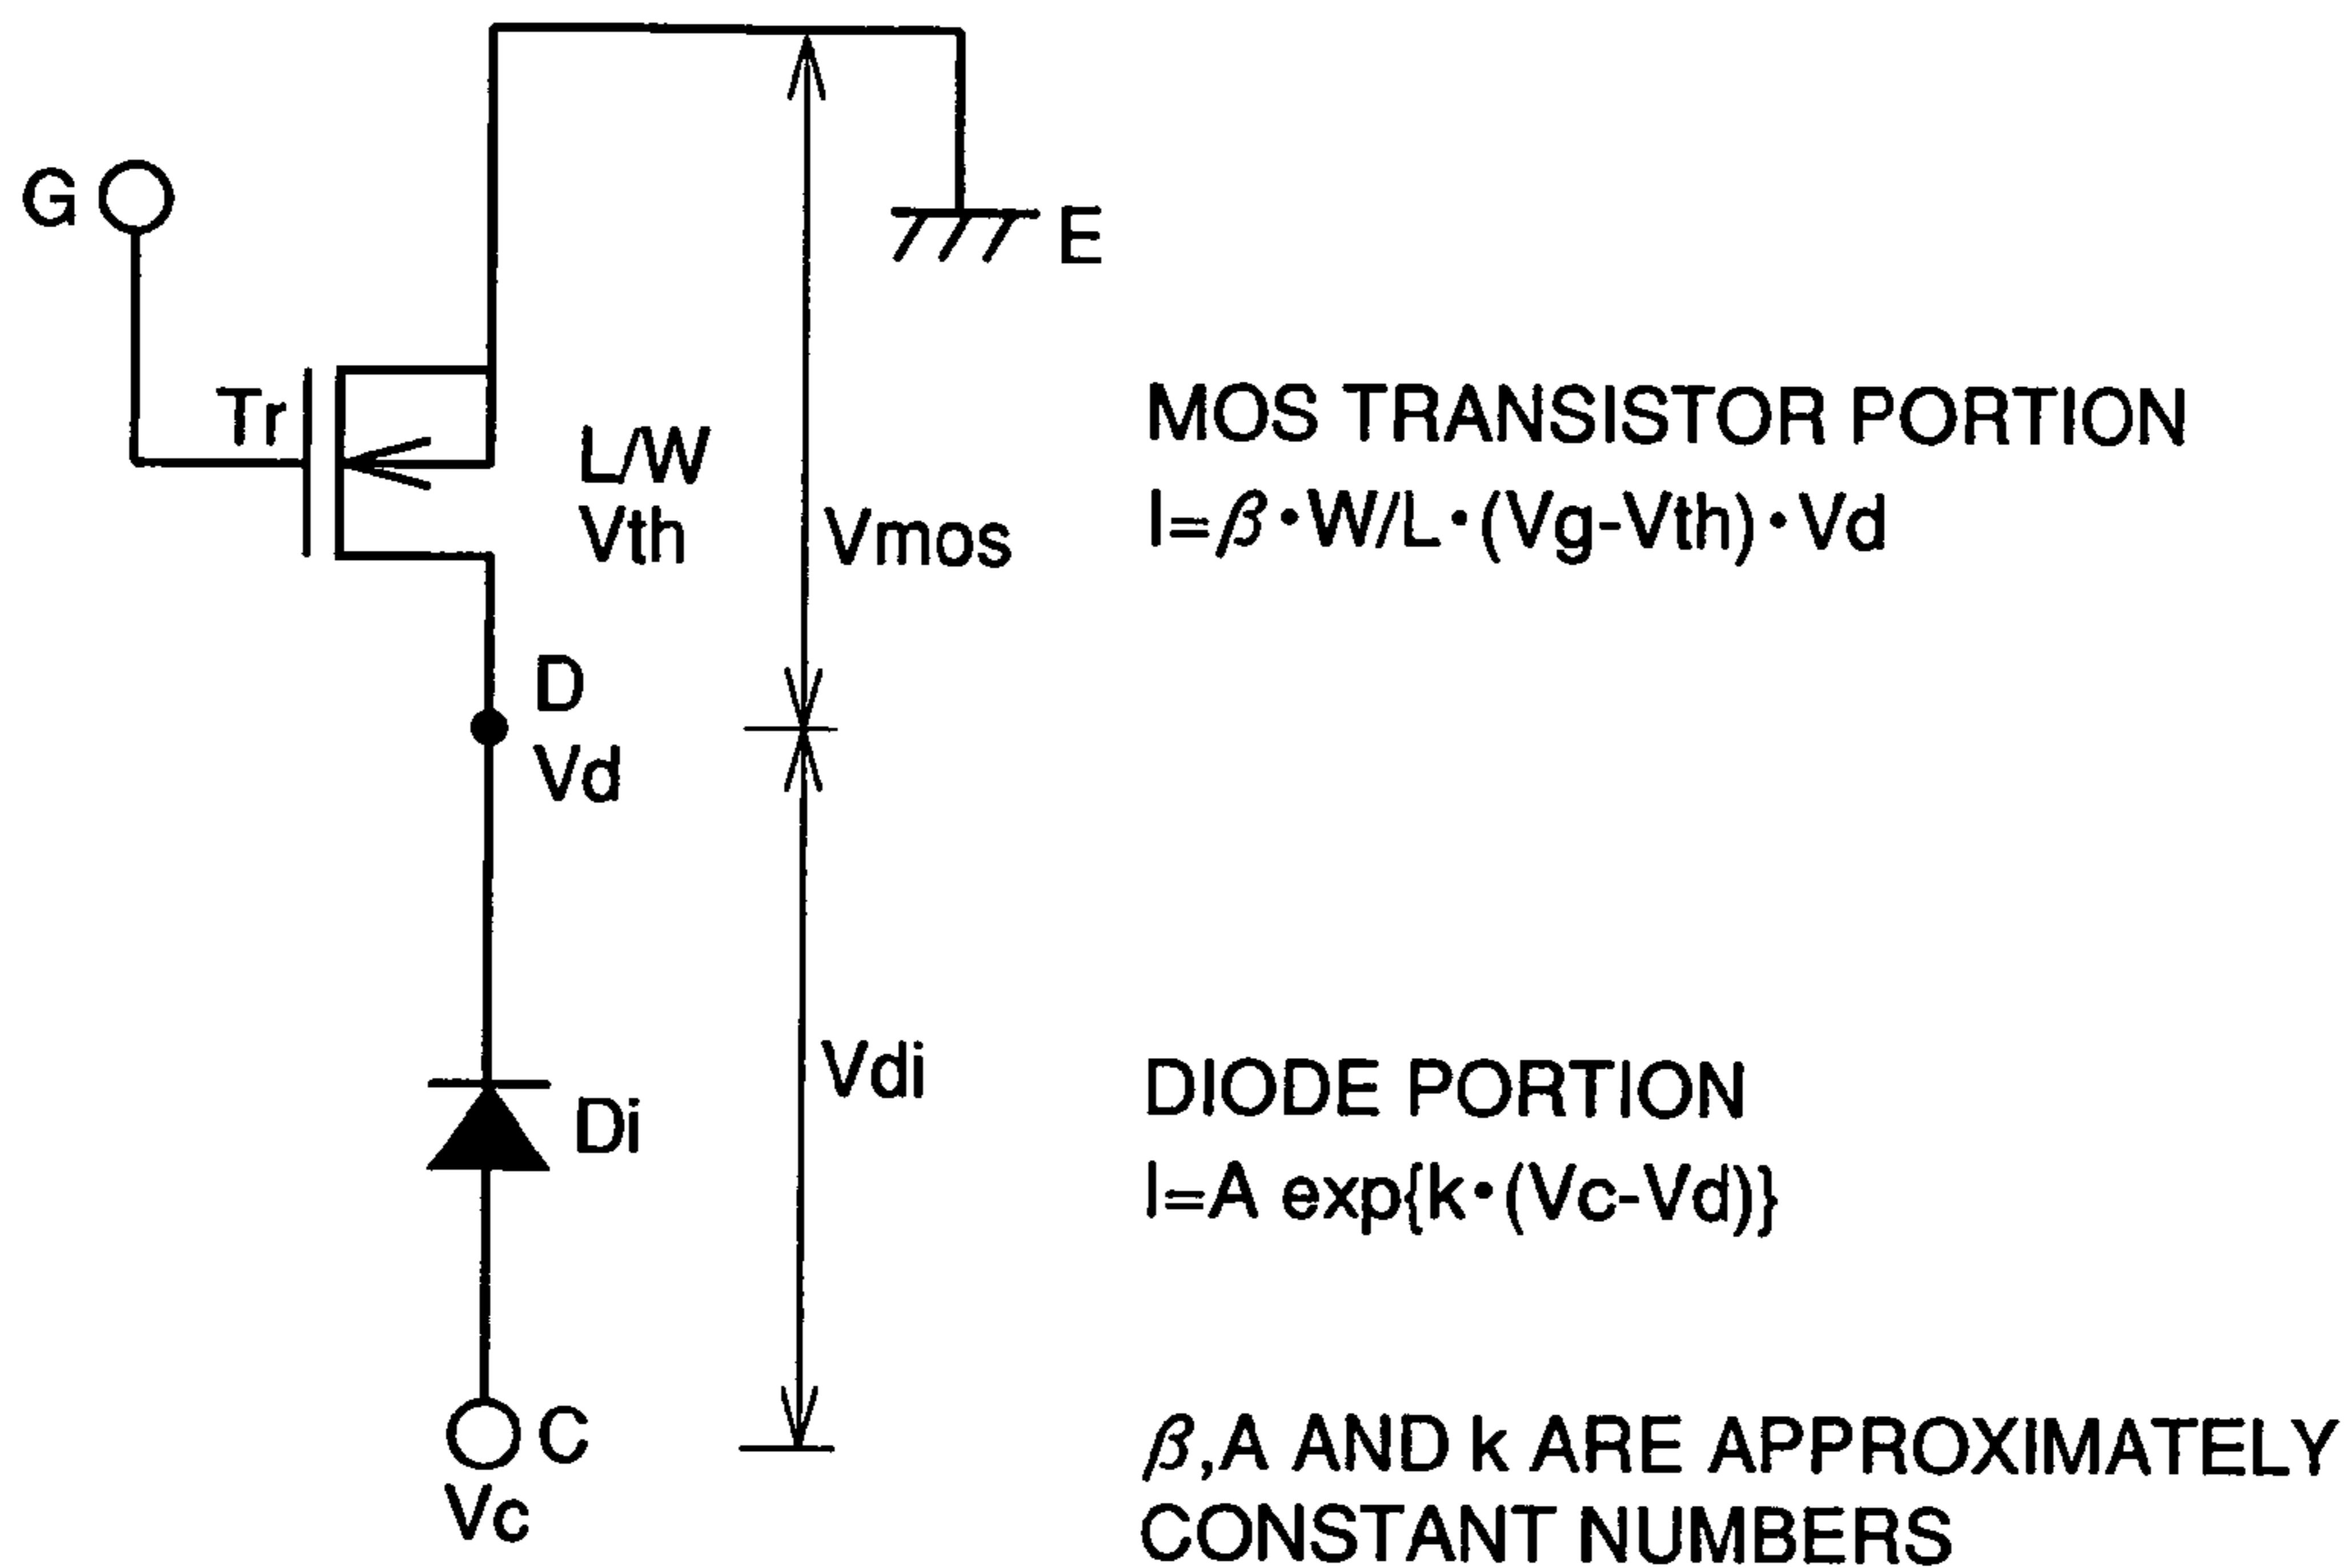 G
E
Tr
L/W
Vth
Vmos
MOS TRANSISTOR PORTION
I=β•W/L•(Vg-Vth)•Vd
D
Vd
Vdi
Di
DIODE PORTION
I=A exp{k•(Vc-Vd)}
C
Vc
β,A AND k ARE APPROXIMATELY
CONSTANT NUMBERS